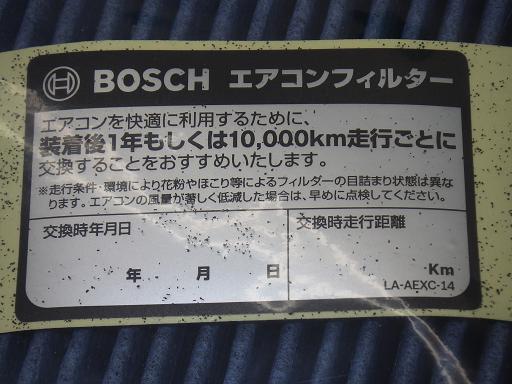 BOSCH エアコンフィルター
エアコンを快適に利用するために、
装着後1年もしくは10,000km走行ごとに
交換することをおすすめいたします。
※走行条件・環境により花粉やほこり等によるフィルターの目詰まり状態は異な
ります。エアコンの風量が著しく低減した場合は、早めに点検してください。
交換時年月日 交換時走行距離
年 月 日 Km
LA-AEXC-14